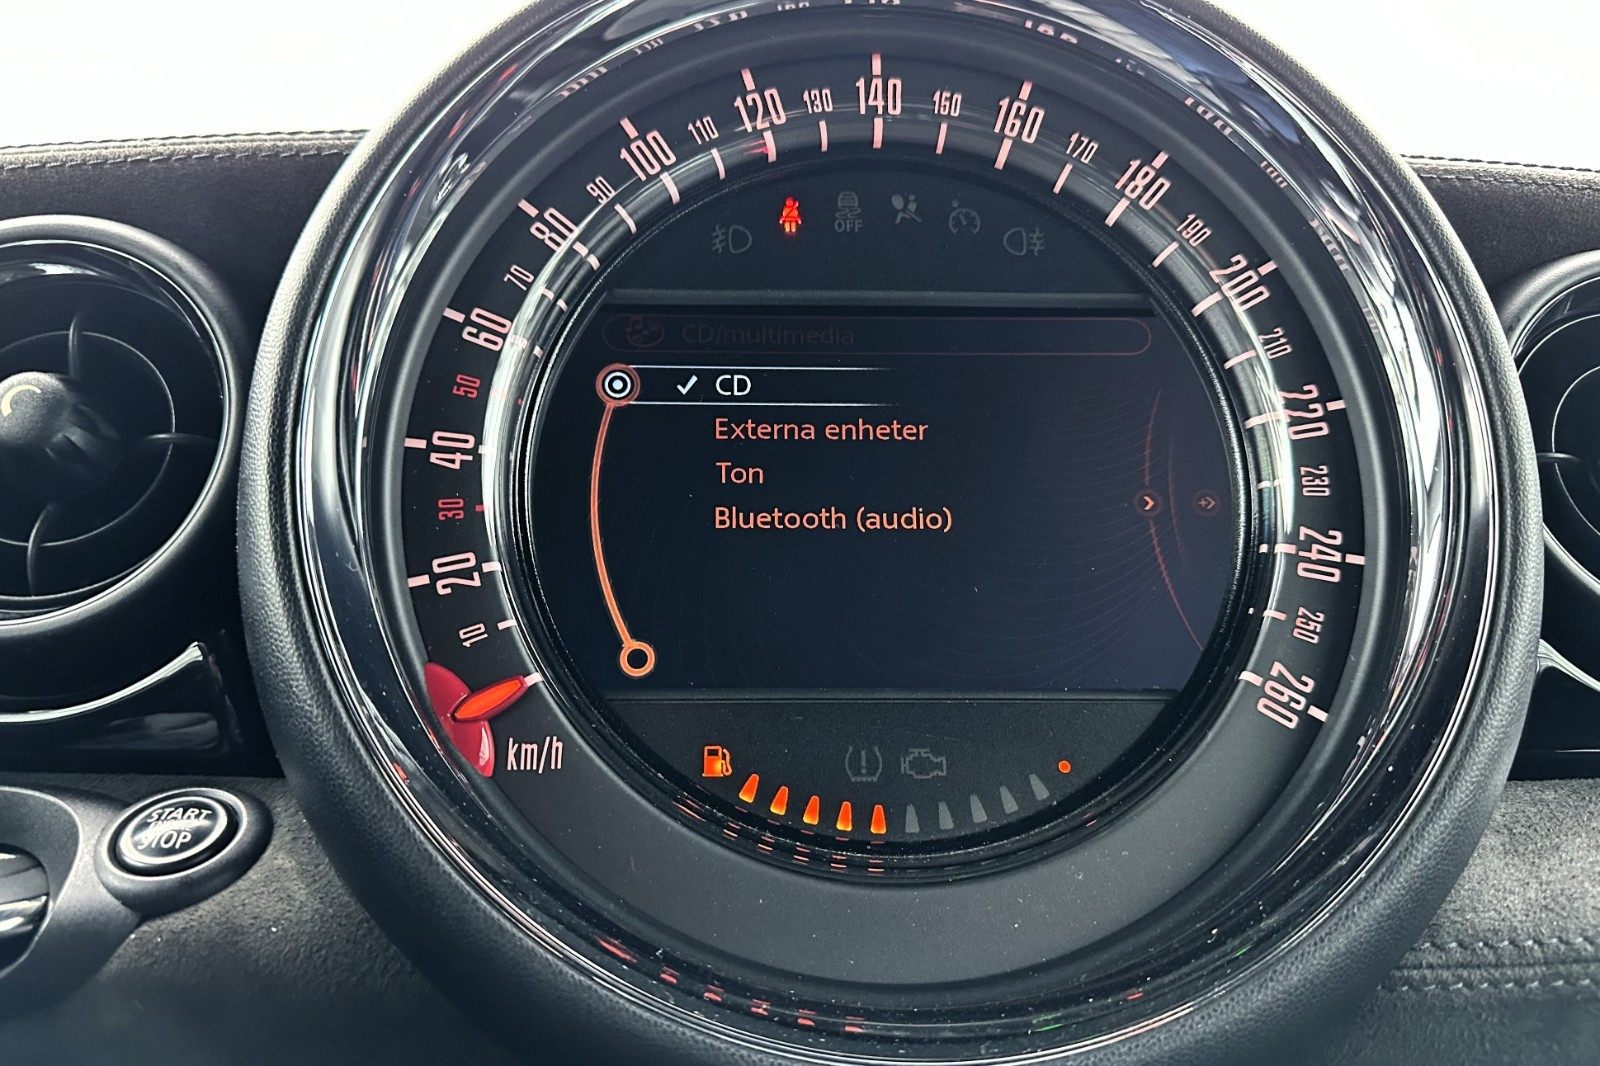 10
20
30
40
50
60
70
80
90
100
110
120
130
140
150
160
170
180
190
200
210
220
230
240
250
260
km/h
OFF
CD/multimedia
CD
Externa enheter
Ton
Bluetooth (audio)
START
STOP